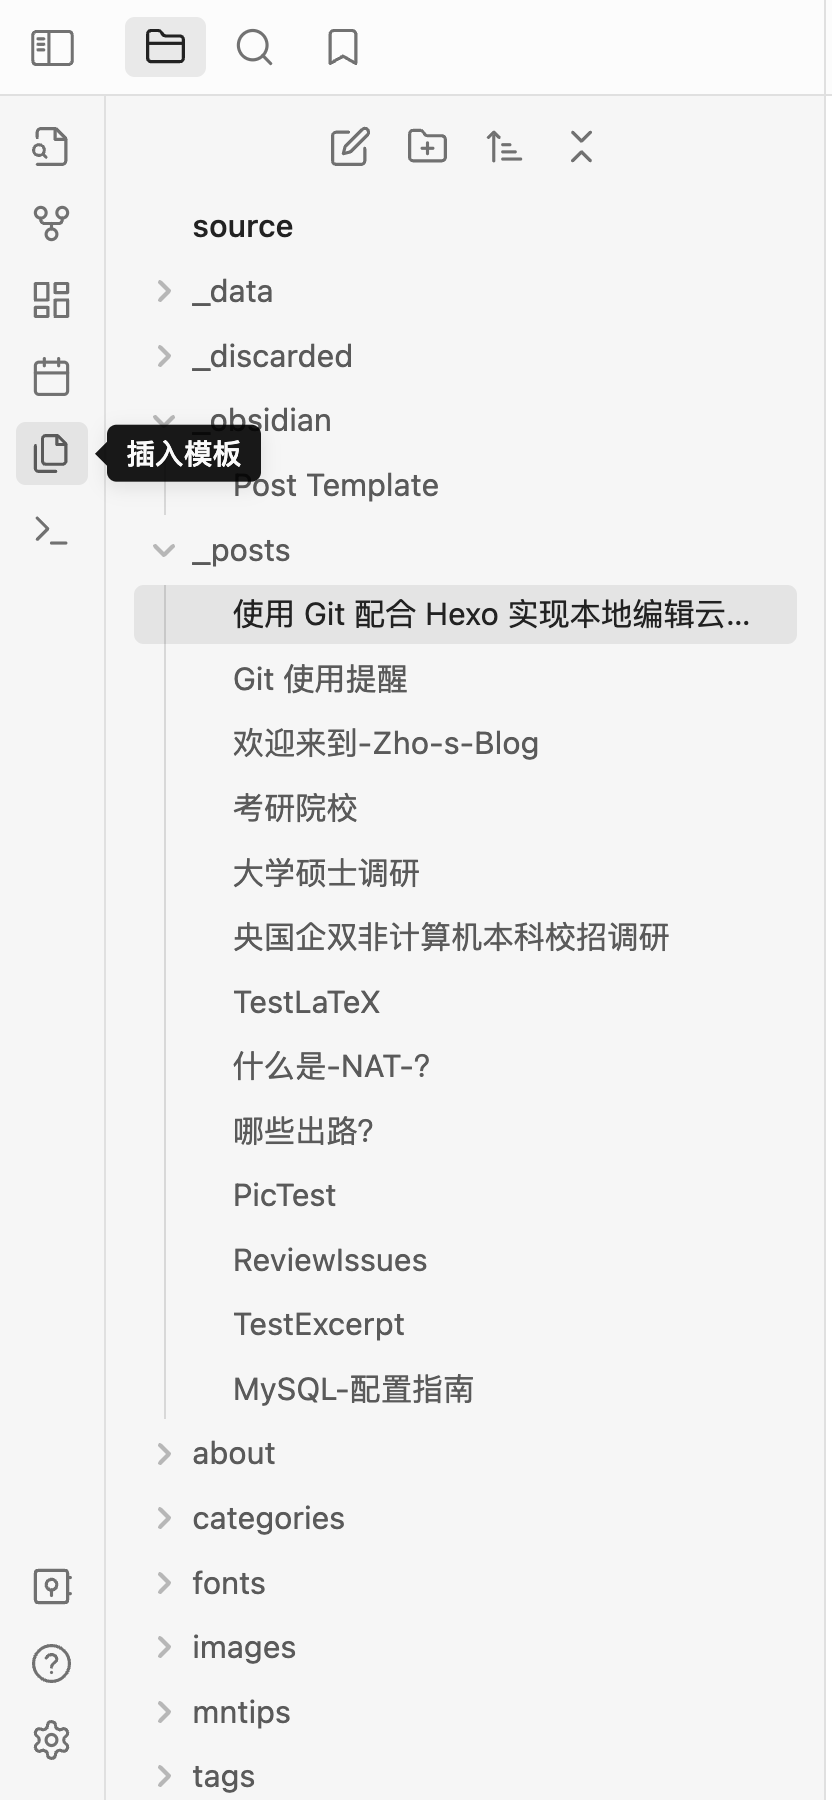 source
_data
_discarded
_obsidian
插入模板
Post Template
_posts
使用 Git 配合 Hexo 实现本地编辑云...
Git 使用提醒
欢迎来到-Zho-s-Blog
考研院校
大学硕士调研
央国企双非计算机本科校招调研
TestLaTeX
什么是-NAT-?
哪些出路?
PicTest
ReviewIssues
TestExcerpt
MySQL-配置指南
about
categories
fonts
images
mntips
tags